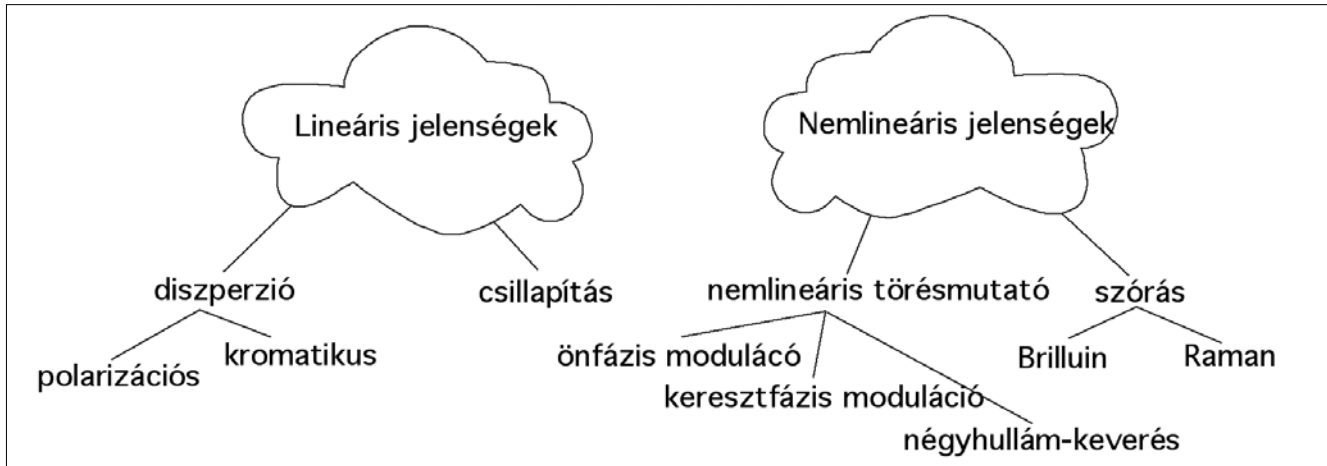 Lineáris jelenségek
Nemlineáris jelenségek
diszperzió
csillapítás
nemlineáris törésmutató
szórás
polarizációs
kromatikus
önfázis modulácó
keresztfázis moduláció
négyhullám-keverés
Brilluin
Raman